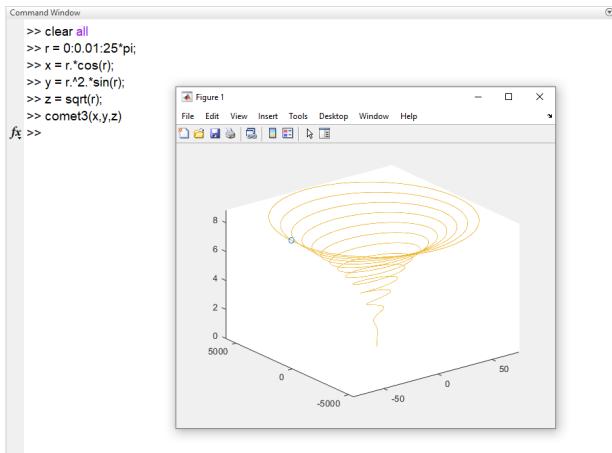 Command Window
>> clear all
>> r = 0:0.01:25*pi;
>> x = r.*cos(r);
>> y = r.^2.*sin(r);
>> z = sqrt(r);
>> comet3(x,y,z)
fx >>
Figure 1
File Edit View Insert Tools Desktop Window Help
8
6
4
2
0
5000
0
-5000
-50
0
50